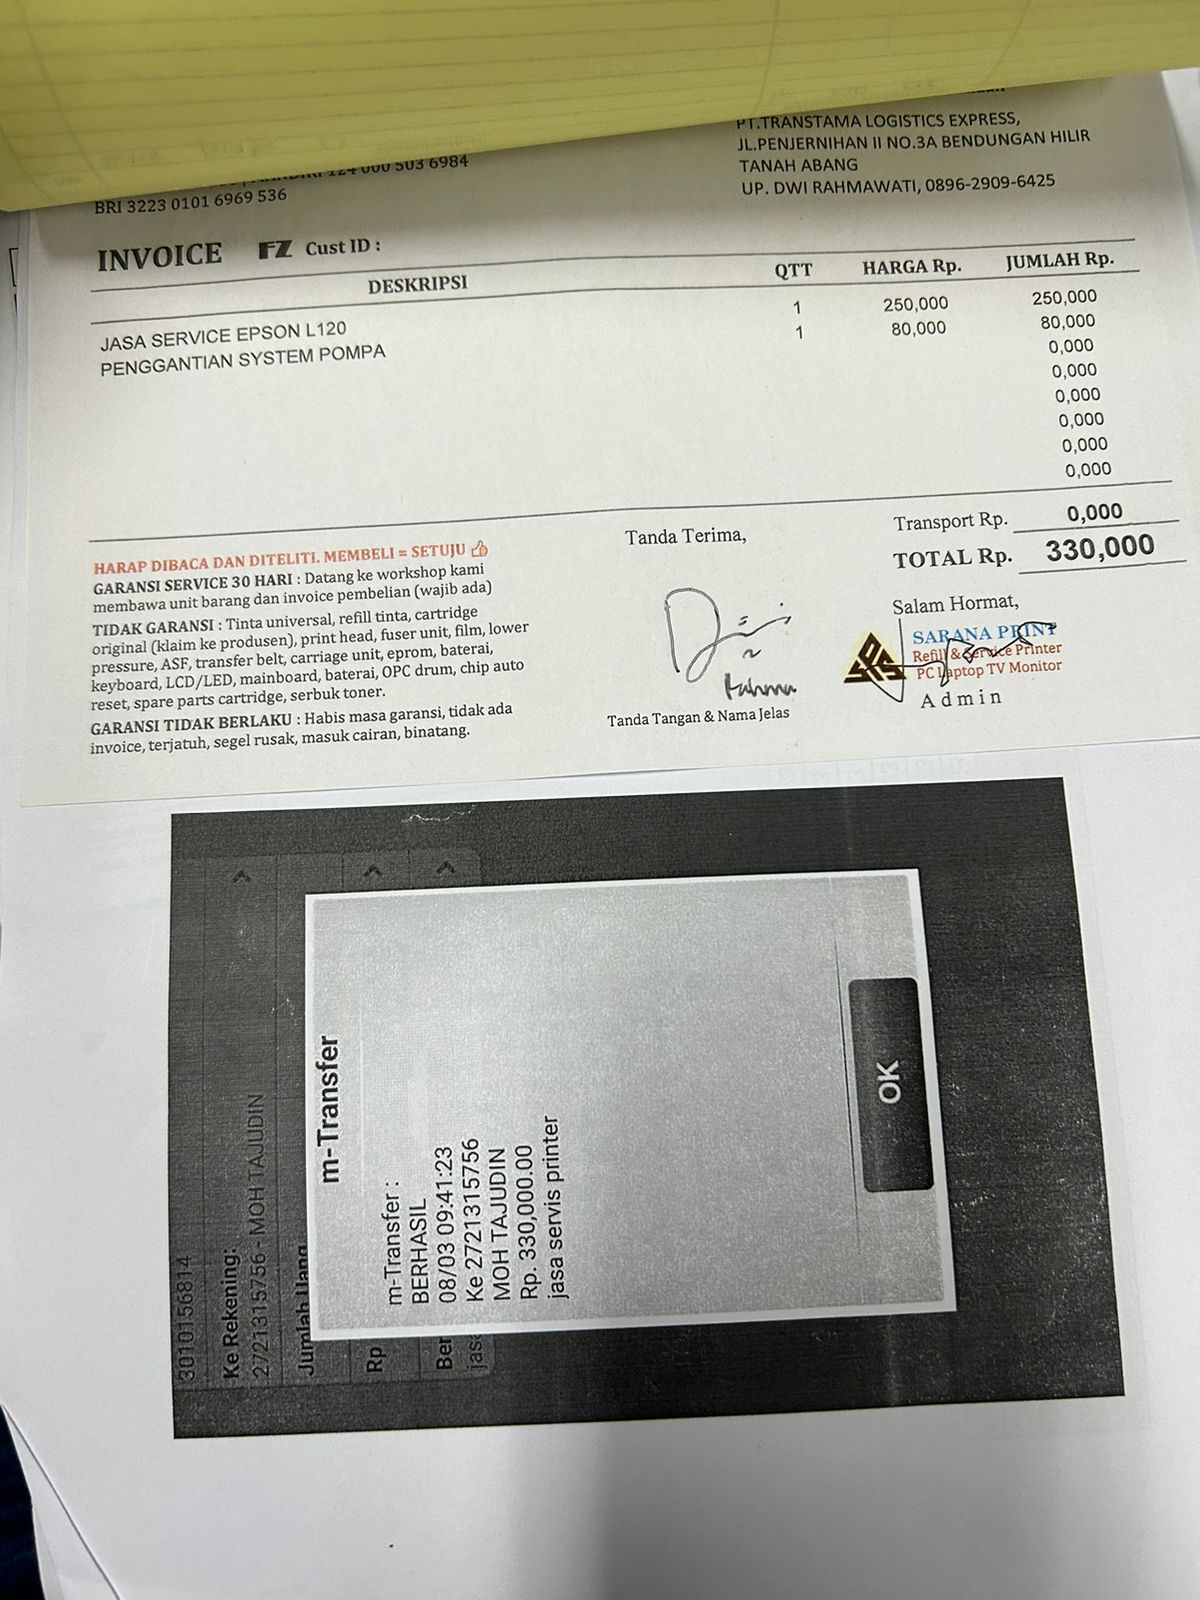 PT.TRANSTAMA LOGISTICS EXPRESS,
JL.PENJERNIHAN II NO.3A BENDUNGAN HILIR
TANAH ABANG
UP. DWI RAHMAWATI, 0896-2909-6425
124 000 503 6984
BRI 3223 0101 6969 536
INVOICE FZ Cust ID :
DESKRIPSI QTT HARGA Rp. JUMLAH Rp.
JASA SERVICE EPSON L120 1 250,000 250,000
PENGGANTIAN SYSTEM POMPA 1 80,000 80,000
0,000
0,000
0,000
0,000
0,000
0,000
Transport Rp. 0,000
TOTAL Rp. 330,000
HARAP DIBACA DAN DITELITI. MEMBELI = SETUJU
GARANSI SERVICE 30 HARI : Datang ke workshop kami
membawa unit barang dan invoice pembelian (wajib ada)
TIDAK GARANSI : Tinta universal, refill tinta, cartridge
original (klaim ke produsen), print head, fuser unit, film, lower
pressure, ASF, transfer belt, carriage unit, eprom, baterai,
keyboard, LCD/LED, mainboard, baterai, OPC drum, chip auto
reset, spare parts cartridge, serbuk toner.
GARANSI TIDAK BERLAKU : Habis masa garansi, tidak ada
invoice, terjatuh, segel rusak, masuk cairan, binatang.
Tanda Terima,
Tanda Tangan & Nama Jelas
Salam Hormat,
SPS
SARANA PRINT
Refill & Service Printer
PC Laptop TV Monitor
Admin
3010156814
Ke Rekening:
2721315756 - MOH TAJUDIN
Jumlah Uang
Rp
Ber
jas
m-Transfer
m-Transfer :
BERHASIL
08/03 09:41:23
Ke 2721315756
MOH TAJUDIN
Rp. 330,000.00
jasa servis printer
OK